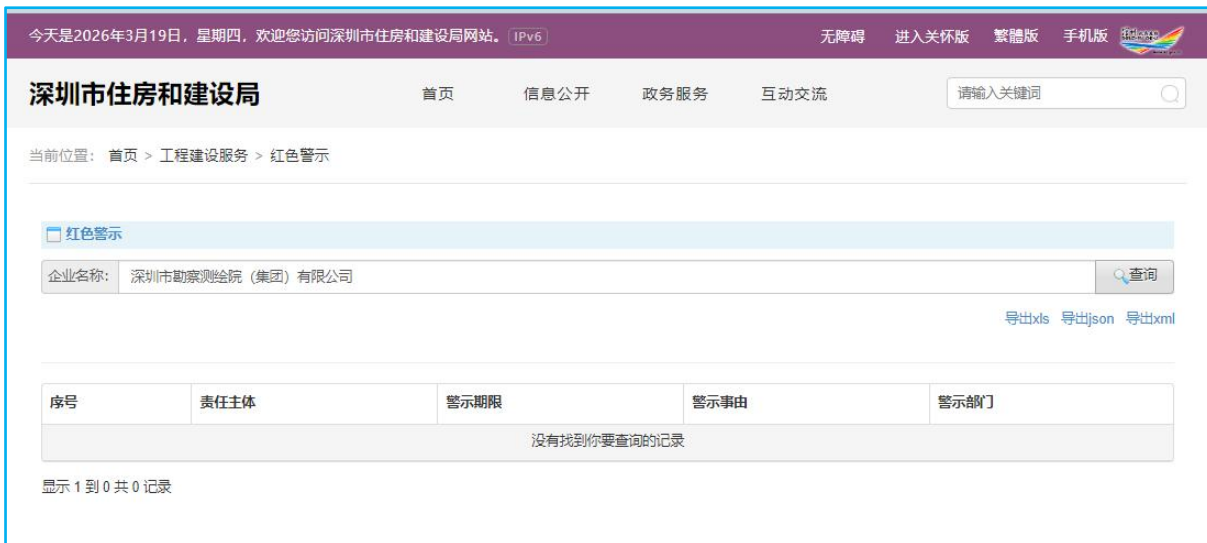 今天是2026年3月19日，星期四，欢迎您访问深圳市住房和建设局网站。 IPv6 无障碍 进入关怀版 繁體版 手机版
深圳市住房和建设局 首页 信息公开 政务服务 互动交流 请输入关键词
当前位置： 首页 > 工程建设服务 > 红色警示
红色警示
企业名称: 深圳市勘察测绘院（集团）有限公司 查询
导出xls 导出json 导出xml
序号 责任主体 警示期限 警示事由 警示部门
没有找到你要查询的记录
显示 1 到 0 共 0 记录